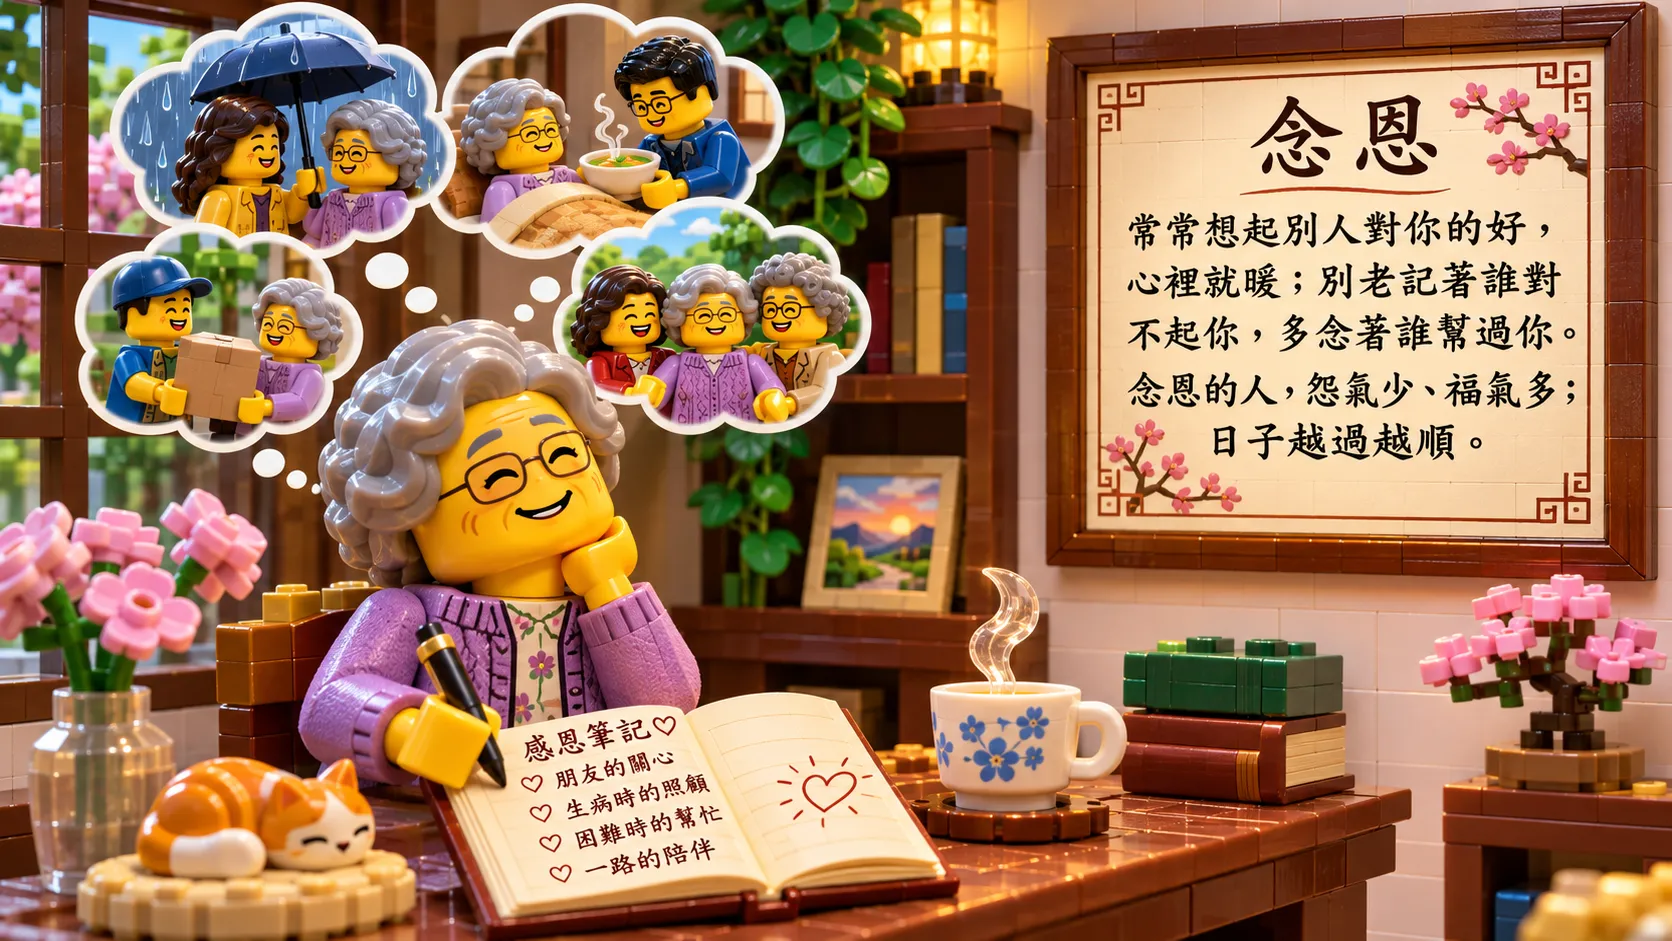 念恩
常常想起別人對你的好，
心裡就暖；別老記著誰對
不起你，多念著誰幫過你。
念恩的人，怨氣少、福氣多；
日子越過越順。
感恩筆記♡
♡ 朋友的關心
♡ 生病時的照顧
♡ 困難時的幫忙
♡ 一路的陪伴